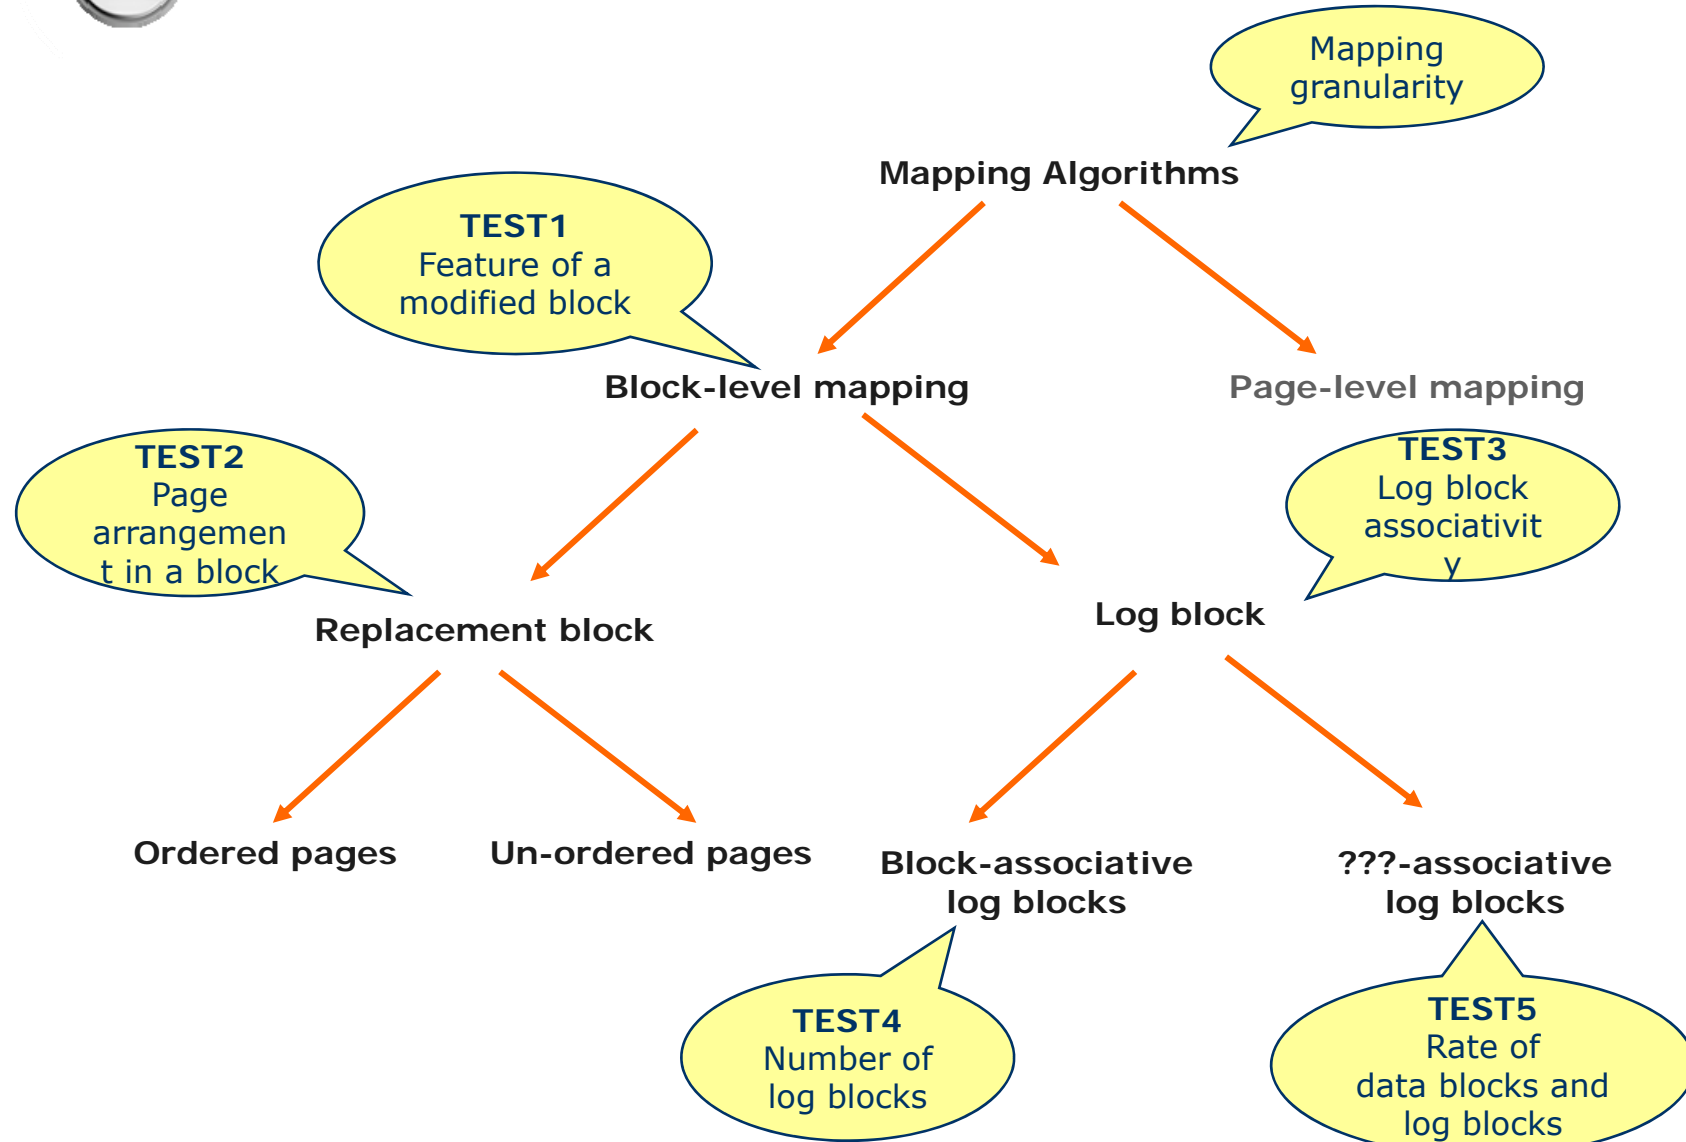 Mapping
granularity
Mapping Algorithms
TEST1
Feature of a
modified block
Block-level mapping
Page-level mapping
TEST2
Page
arrangemen
t in a block
TEST3
Log block
associativit
y
Replacement block
Log block
Ordered pages
Un-ordered pages
Block-associative
log blocks
???-associative
log blocks
TEST4
Number of
log blocks
TEST5
Rate of
data blocks and
log blocks